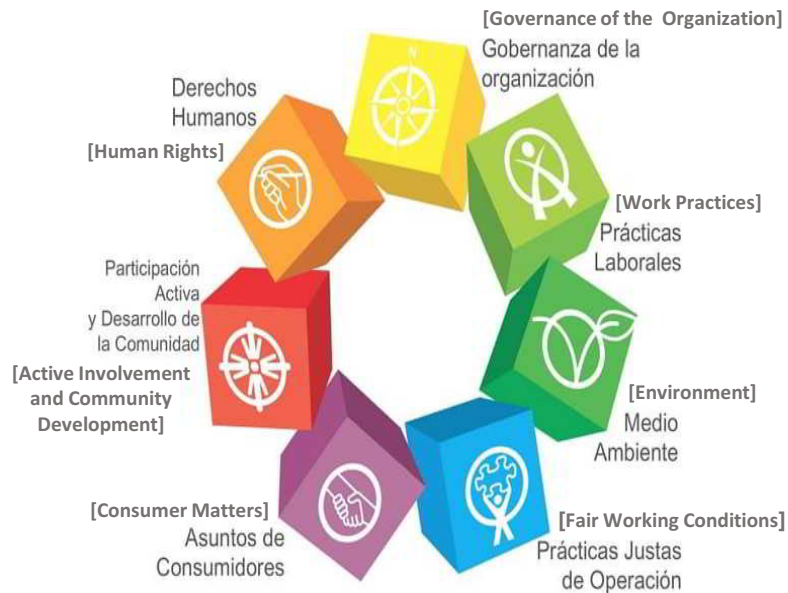 [Governance of the Organization]
Gobernanza de la
organización
N
Derechos
Humanos
[Human Rights]
[Work Practices]
Prácticas
Laborales
Participación
Activa
y Desarrollo de
la Comunidad
[Active Involvement
and Community
Development]
[Environment]
Medio
Ambiente
[Consumer Matters]
Asuntos de
Consumidores
[Fair Working Conditions]
Prácticas Justas
de Operación